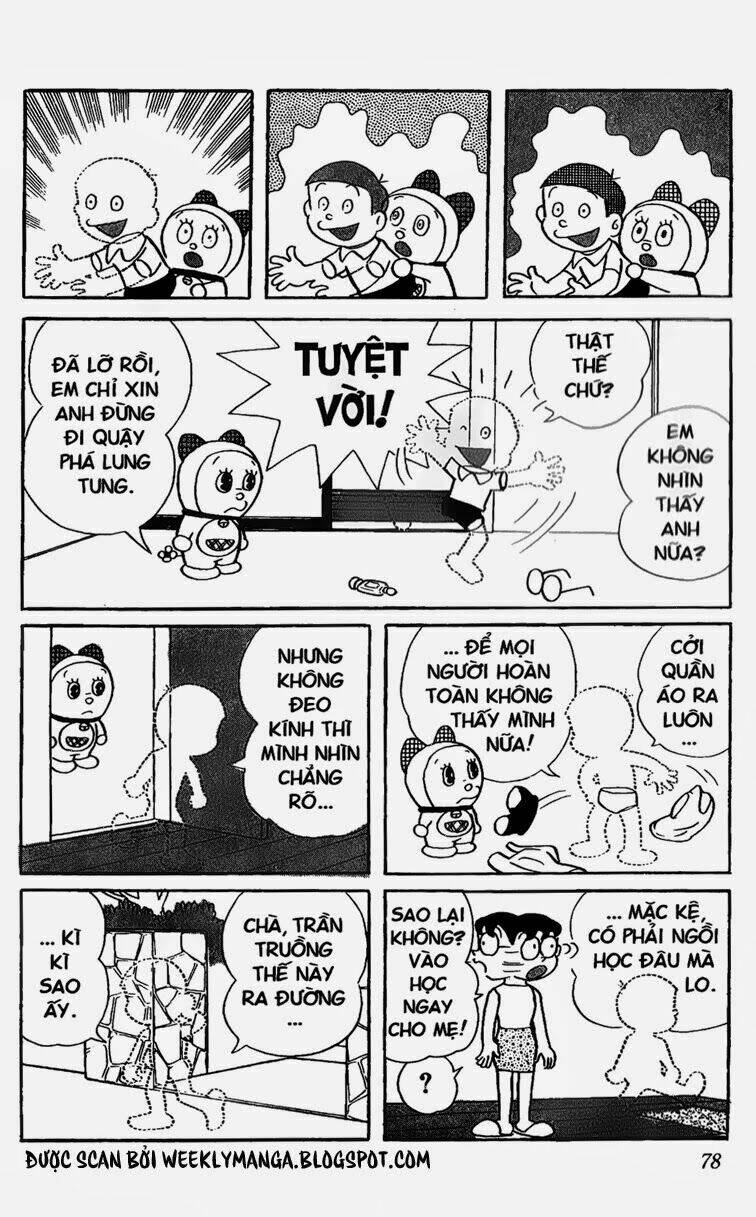 ĐÃ LỠ RỒI,
EM CHỈ XIN
ANH ĐỪNG
ĐI QUẬY
PHÁ LUNG
TUNG.
TUYỆT
VỜI!
THẬT
THẾ
CHỨ?
EM
KHÔNG
NHÌN
THẤY
ANH
NỮA?
NHƯNG
KHÔNG
ĐEO
KÍNH THÌ
MÌNH NHÌN
CHẲNG
RÕ...
CỞI
QUẦN
ÁO RA
LUÔN
...
... ĐỂ MỌI
NGƯỜI HOÀN
TOÀN KHÔNG
THẤY MÌNH
NỮA!
CHÀ, TRẦN
TRUỒNG
THẾ NÀY
RA ĐƯỜNG
...
... KÌ
KÌ
SAO
ẤY.
... MẶC KỆ,
CÓ PHẢI NGỒI
HỌC ĐÂU MÀ
LO.
SAO LẠI
KHÔNG?
VÀO
HỌC
NGAY
CHO MẸ!
?
ĐƯỢC SCAN BỞI WEEKLYMANGA.BLOGSPOT.COM
78